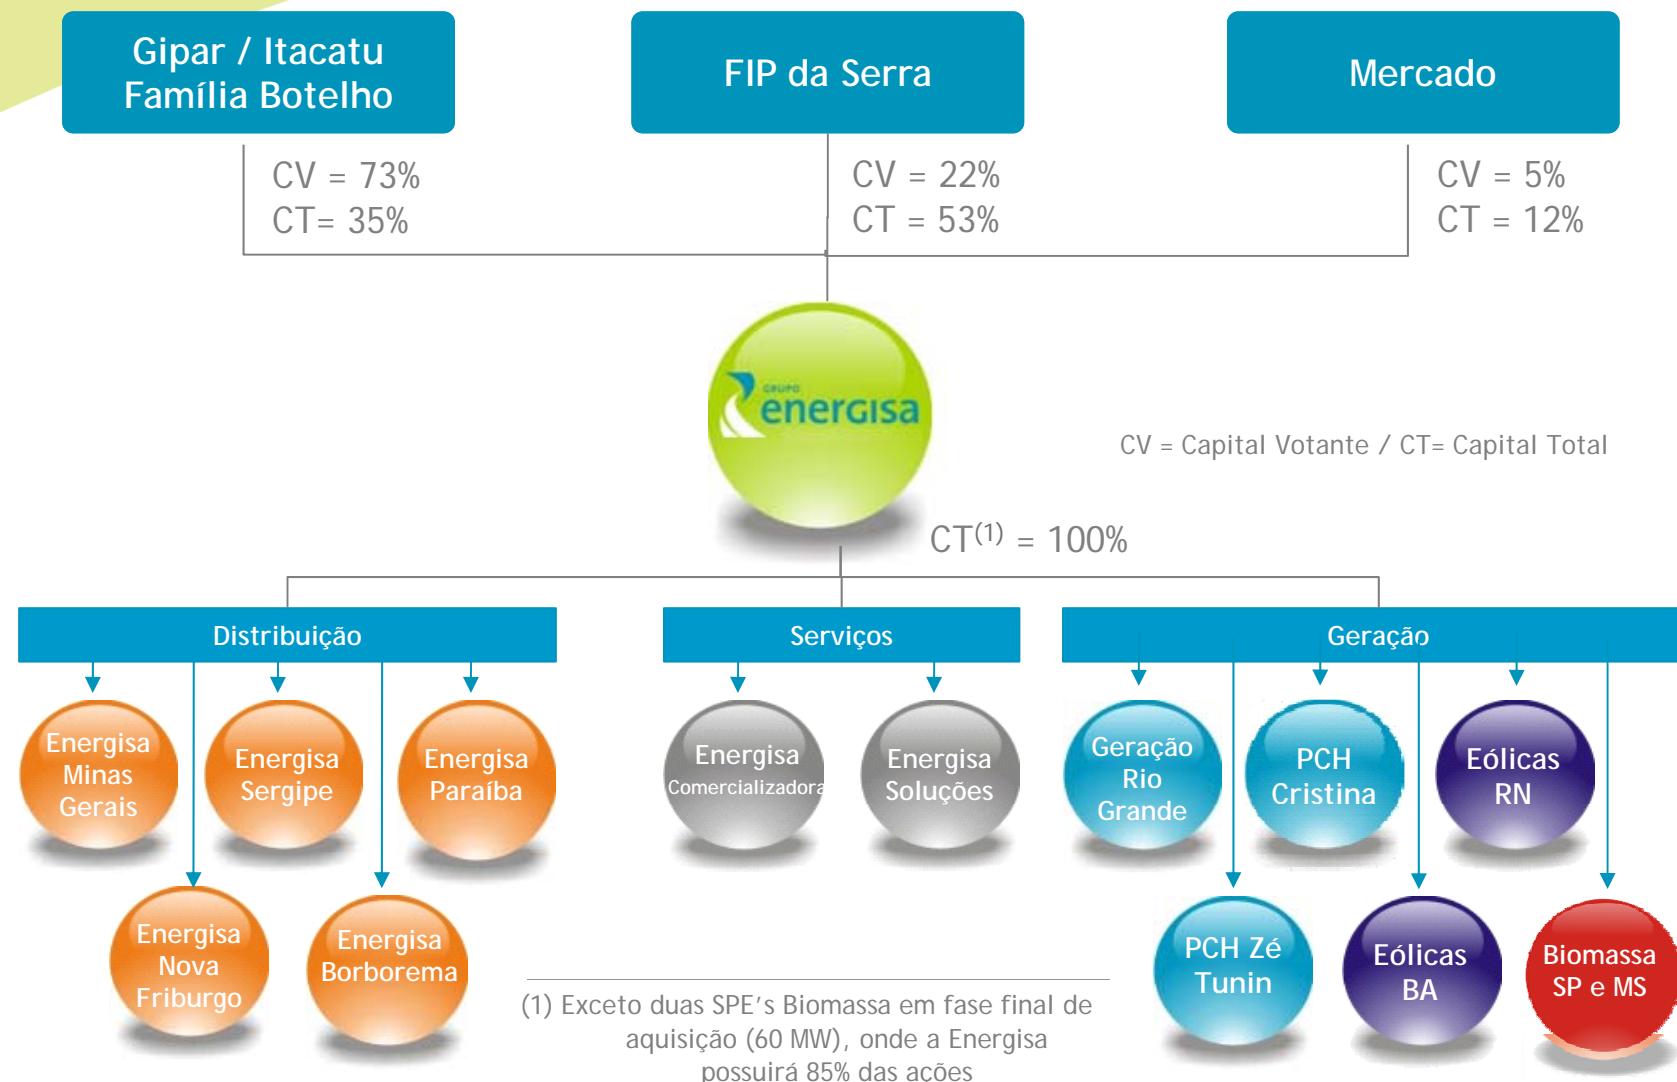 Gipar / Itacatu
Família Botelho
FIP da Serra
Mercado
CV = 73%
CT= 35%
CV = 22%
CT = 53%
CV = 5%
CT = 12%
GRUPO
energisa
CV = Capital Votante / CT= Capital Total
CT(1) = 100%
Distribuição
Serviços
Geração
Energisa
Minas
Gerais
Energisa
Sergipe
Energisa
Paraíba
Energisa
Comercializadora
Energisa
Soluções
Geração
Rio
Grande
PCH
Cristina
Eólicas
RN
Energisa
Nova
Friburgo
Energisa
Borborema
PCH Zé
Tunin
Eólicas
BA
Biomassa
SP e MS
(1) Exceto duas SPE's Biomassa em fase final de
aquisição (60 MW), onde a Energisa
possuirá 85% das ações